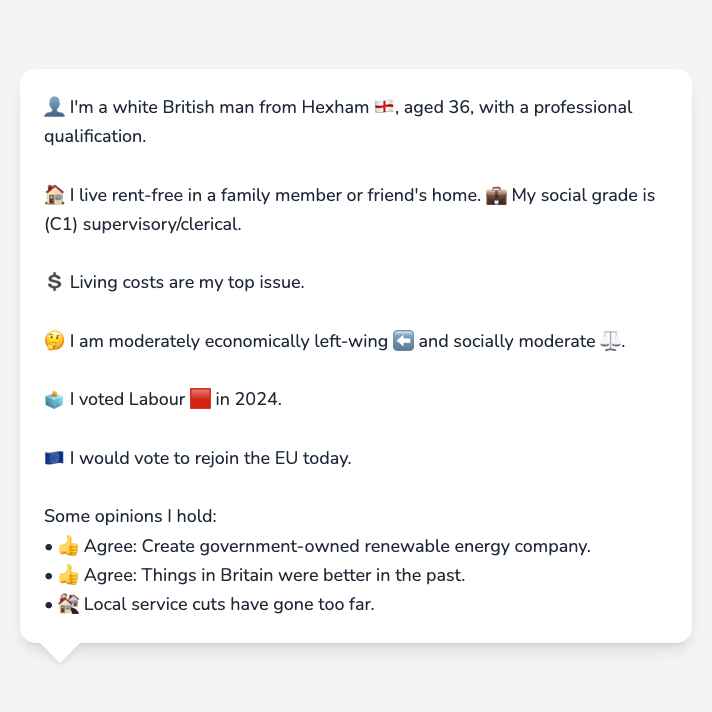 👤 I'm a white British man from Hexham 🏴󠁧󠁢󠁥󠁮󠁧󠁿, aged 36, with a professional
qualification.
🏠 I live rent-free in a family member or friend's home. 💼 My social grade is
(C1) supervisory/clerical.
💲 Living costs are my top issue.
🤔 I am moderately economically left-wing ⬅️ and socially moderate ⚖️.
🗳️ I voted Labour 🟥 in 2024.
🇪🇺 I would vote to rejoin the EU today.
Some opinions I hold:
• 👍 Agree: Create government-owned renewable energy company.
• 👍 Agree: Things in Britain were better in the past.
• 🏘️ Local service cuts have gone too far.